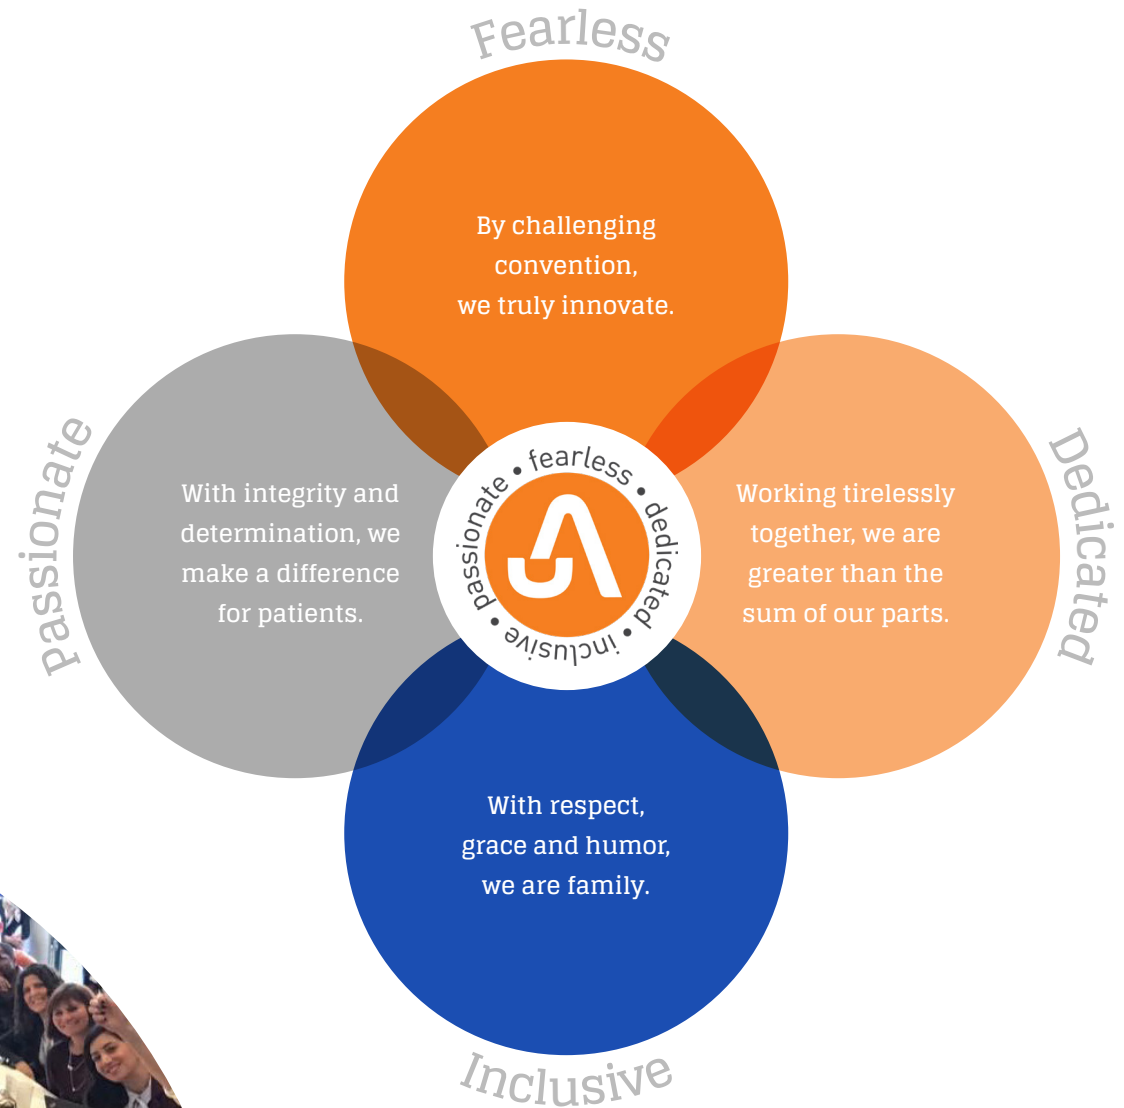 Fearless
By challenging
convention,
we truly innovate.
Passionate
With integrity and
determination, we
make a difference
for patients.
passionate • fearless • dedicated • inclusive •
Working tirelessly
together, we are
greater than the
sum of our parts.
Dedicated
With respect,
grace and humor,
we are family.
Inclusive